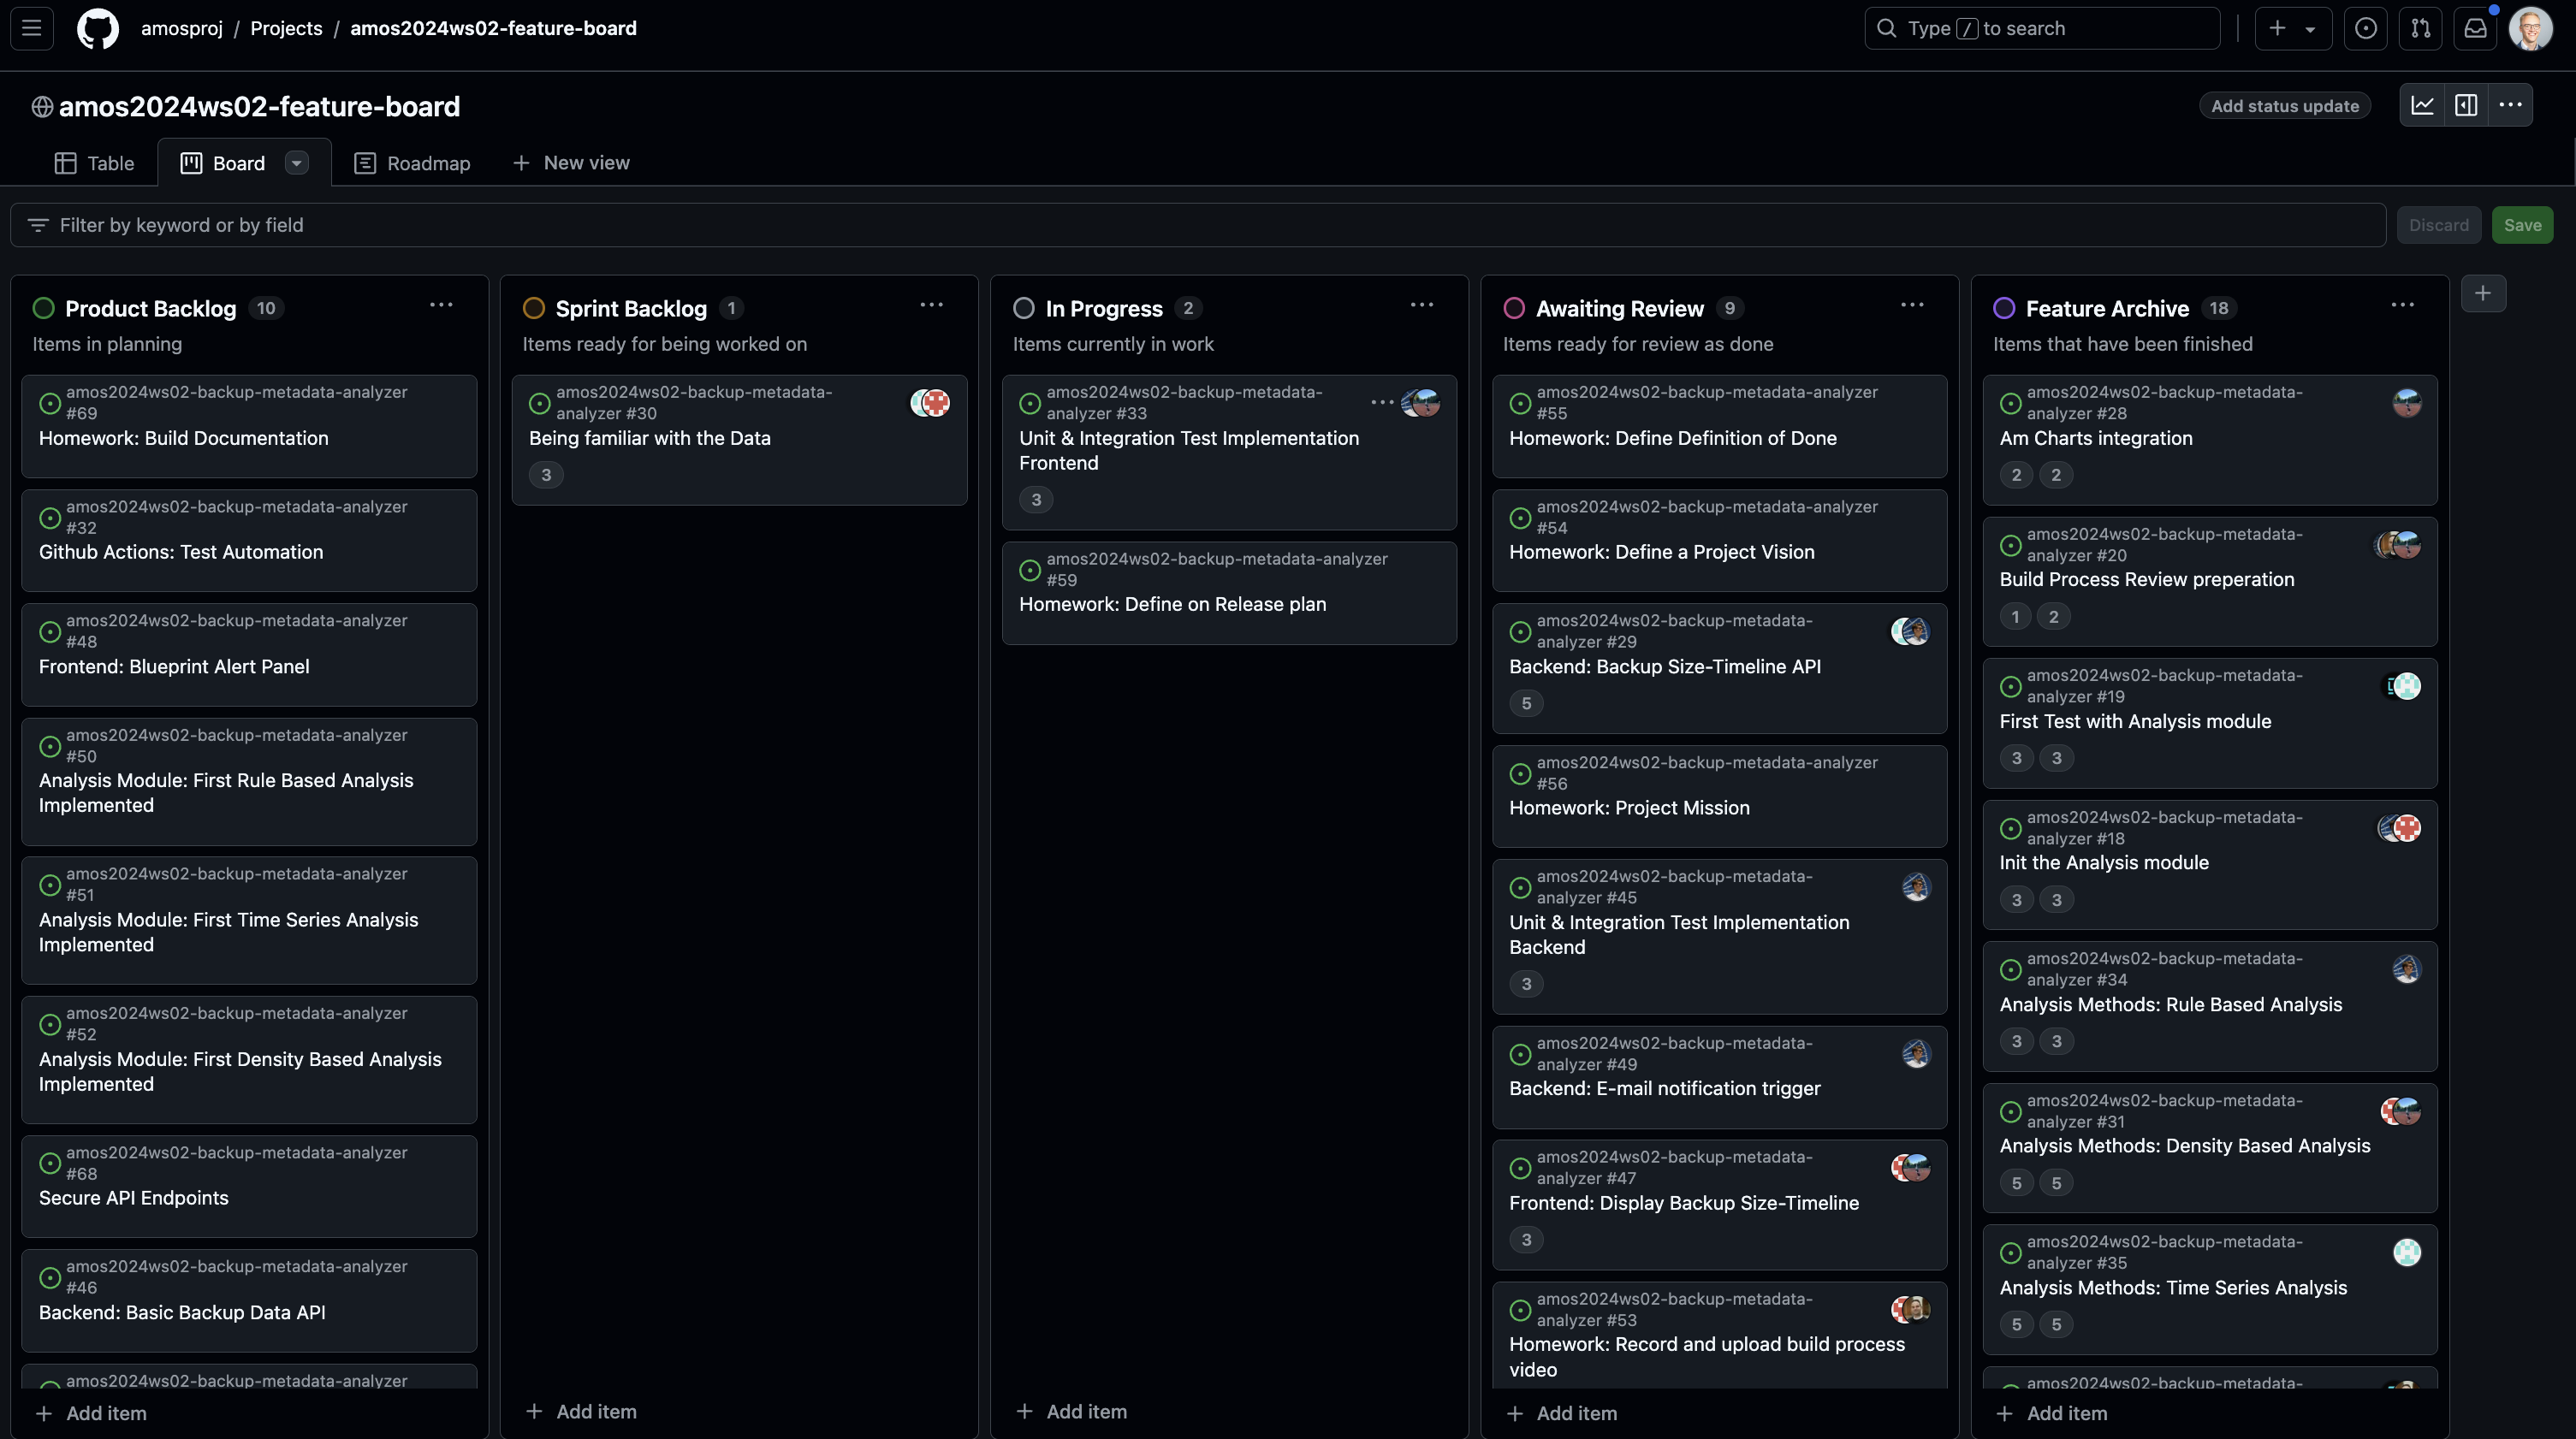 amosproj / Projects / amos2024ws02-feature-board
Type / to search
amos2024ws02-feature-board
Add status update
Table
Board
Roadmap
New view
Filter by keyword or by field
Discard
Save
Product Backlog 10
Items in planning
amos2024ws02-backup-metadata-analyzer
#69
Homework: Build Documentation
amos2024ws02-backup-metadata-analyzer
#32
Github Actions: Test Automation
amos2024ws02-backup-metadata-analyzer
#48
Frontend: Blueprint Alert Panel
amos2024ws02-backup-metadata-analyzer
#50
Analysis Module: First Rule Based Analysis
Implemented
amos2024ws02-backup-metadata-analyzer
#51
Analysis Module: First Time Series Analysis
Implemented
amos2024ws02-backup-metadata-analyzer
#52
Analysis Module: First Density Based Analysis
Implemented
amos2024ws02-backup-metadata-analyzer
#68
Secure API Endpoints
amos2024ws02-backup-metadata-analyzer
#46
Backend: Basic Backup Data API
amos2024ws02-backup-metadata-analyzer
Add item
Sprint Backlog 1
Items ready for being worked on
amos2024ws02-backup-metadata-
analyzer #30
Being familiar with the Data
3
Add item
In Progress 2
Items currently in work
amos2024ws02-backup-metadata-
analyzer #33
Unit & Integration Test Implementation
Frontend
3
amos2024ws02-backup-metadata-analyzer
#59
Homework: Define on Release plan
Add item
Awaiting Review 9
Items ready for review as done
amos2024ws02-backup-metadata-analyzer
#55
Homework: Define Definition of Done
amos2024ws02-backup-metadata-analyzer
#54
Homework: Define a Project Vision
amos2024ws02-backup-metadata-
analyzer #29
Backend: Backup Size-Timeline API
5
amos2024ws02-backup-metadata-analyzer
#56
Homework: Project Mission
amos2024ws02-backup-metadata-
analyzer #45
Unit & Integration Test Implementation
Backend
3
amos2024ws02-backup-metadata-
analyzer #49
Backend: E-mail notification trigger
amos2024ws02-backup-metadata-
analyzer #47
Frontend: Display Backup Size-Timeline
3
amos2024ws02-backup-metadata-
analyzer #53
Homework: Record and upload build process
video
Add item
Feature Archive 18
Items that have been finished
amos2024ws02-backup-metadata-
analyzer #28
Am Charts integration
2 2
amos2024ws02-backup-metadata-
analyzer #20
Build Process Review preperation
1 2
amos2024ws02-backup-metadata-
analyzer #19
First Test with Analysis module
3 3
amos2024ws02-backup-metadata-
analyzer #18
Init the Analysis module
3 3
amos2024ws02-backup-metadata-
analyzer #34
Analysis Methods: Rule Based Analysis
3 3
amos2024ws02-backup-metadata-
analyzer #31
Analysis Methods: Density Based Analysis
5 5
amos2024ws02-backup-metadata-
analyzer #35
Analysis Methods: Time Series Analysis
5 5
amos2024ws02-backup-metadata-
Add item